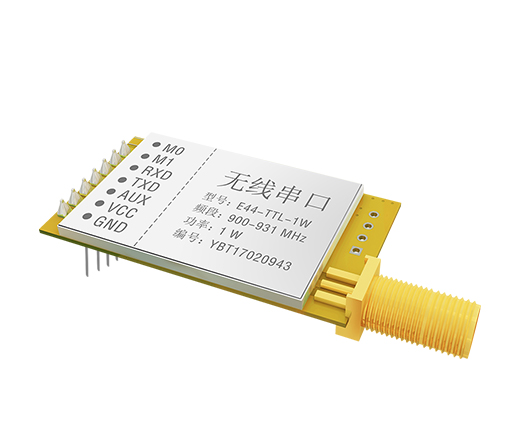 M0
M1
RXD
TXD
AUX
VCC
GND
无线串口
型号: E44-TTL-1W
频段: 900-931 MHz
功率: 1 W
编号: YBT17020943